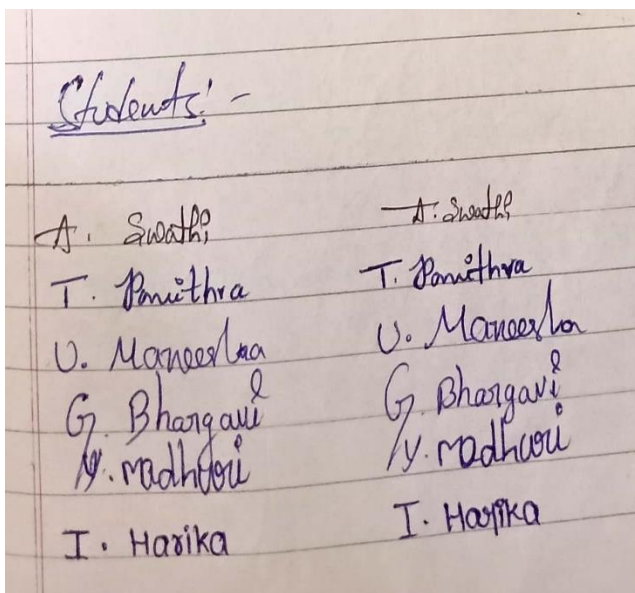 Students:-
A. Swathi A. Swathi
T. Pavithra T. Pavithra
U. Maneesha U. Maneesha
G. Bhargavi G. Bhargavi
N. madhuri N. madhuri
I. Harika I. Harika